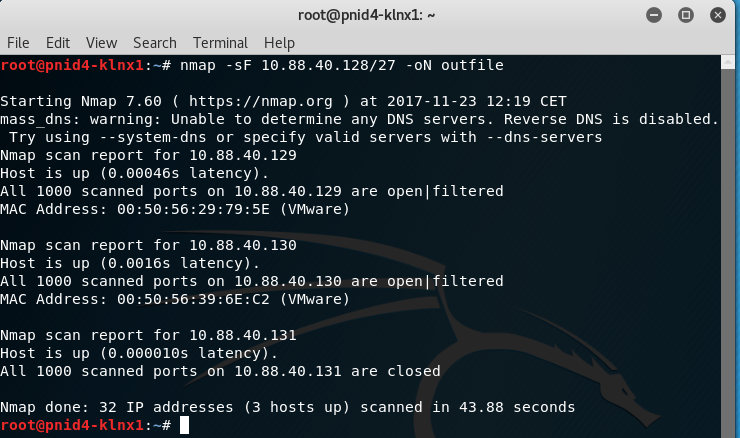 root@pnid4-klnx1: ~
File Edit View Search Terminal Help
root@pnid4-klnx1:~# nmap -sF 10.88.40.128/27 -oN outfile
Starting Nmap 7.60 ( https://nmap.org ) at 2017-11-23 12:19 CET
mass_dns: warning: Unable to determine any DNS servers. Reverse DNS is disabled.
 Try using --system-dns or specify valid servers with --dns-servers
Nmap scan report for 10.88.40.129
Host is up (0.00046s latency).
All 1000 scanned ports on 10.88.40.129 are open|filtered
MAC Address: 00:50:56:29:79:5E (VMware)
Nmap scan report for 10.88.40.130
Host is up (0.0016s latency).
All 1000 scanned ports on 10.88.40.130 are open|filtered
MAC Address: 00:50:56:39:6E:C2 (VMware)
Nmap scan report for 10.88.40.131
Host is up (0.000010s latency).
All 1000 scanned ports on 10.88.40.131 are closed
Nmap done: 32 IP addresses (3 hosts up) scanned in 43.88 seconds
root@pnid4-klnx1:~#